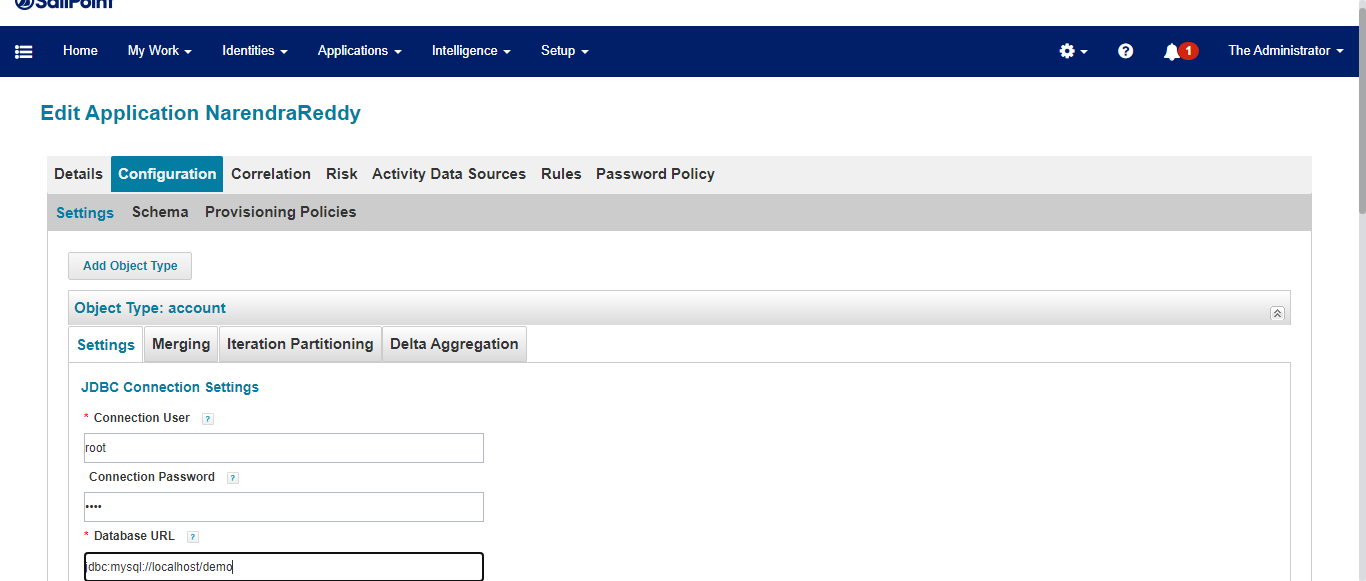 SailPoint
Home My Work Identities Applications Intelligence Setup ? 1 The Administrator
Edit Application NarendraReddy
Details Configuration Correlation Risk Activity Data Sources Rules Password Policy
Settings Schema Provisioning Policies
Add Object Type
Object Type: account
Settings Merging Iteration Partitioning Delta Aggregation
JDBC Connection Settings
* Connection User ?
root
Connection Password ?
••••
* Database URL ?
jdbc:mysql://localhost/demo